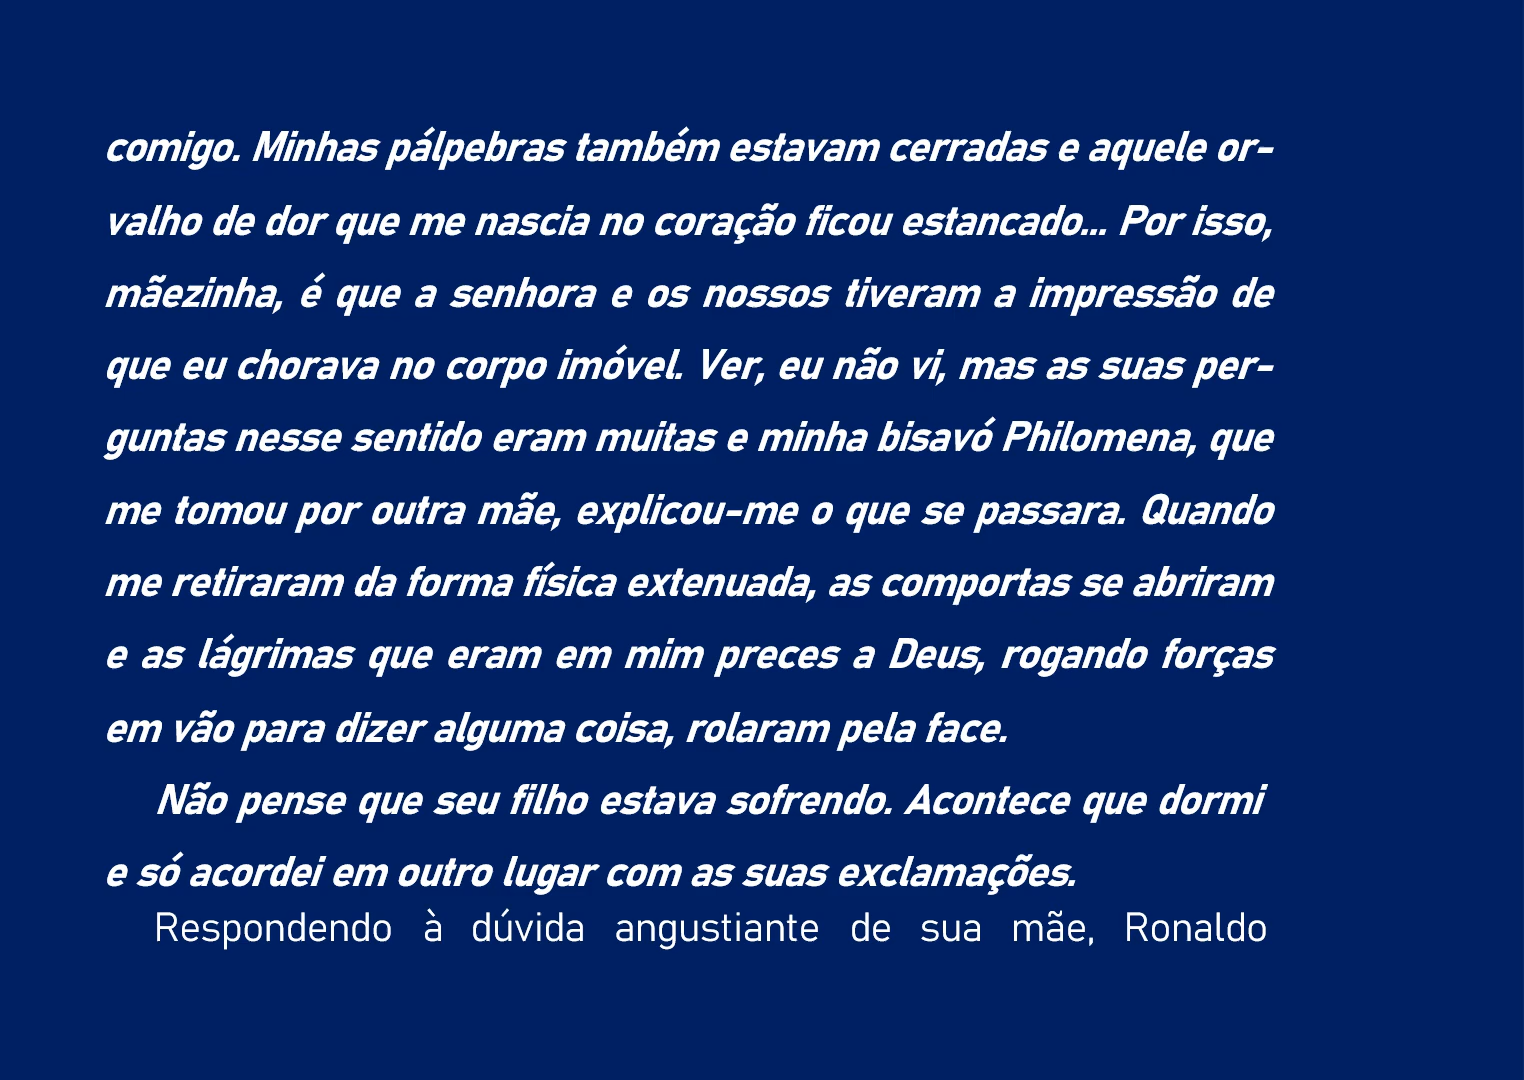 comigo. Minhas pálpebras também estavam cerradas e aquele or-
valho de dor que me nascia no coração ficou estancado... Por isso,
mãezinha, é que a senhora e os nossos tiveram a impressão de
que eu chorava no corpo imóvel. Ver, eu não vi, mas as suas per-
guntas nesse sentido eram muitas e minha bisavó Philomena, que
me tomou por outra mãe, explicou-me o que se passara. Quando
me retiraram da forma física extenuada, as comportas se abriram
e as lágrimas que eram em mim preces a Deus, rogando forças
em vão para dizer alguma coisa, rolaram pela face.
Não pense que seu filho estava sofrendo. Acontece que dormi
e só acordei em outro lugar com as suas exclamações.
Respondendo à dúvida angustiante de sua mãe, Ronaldo